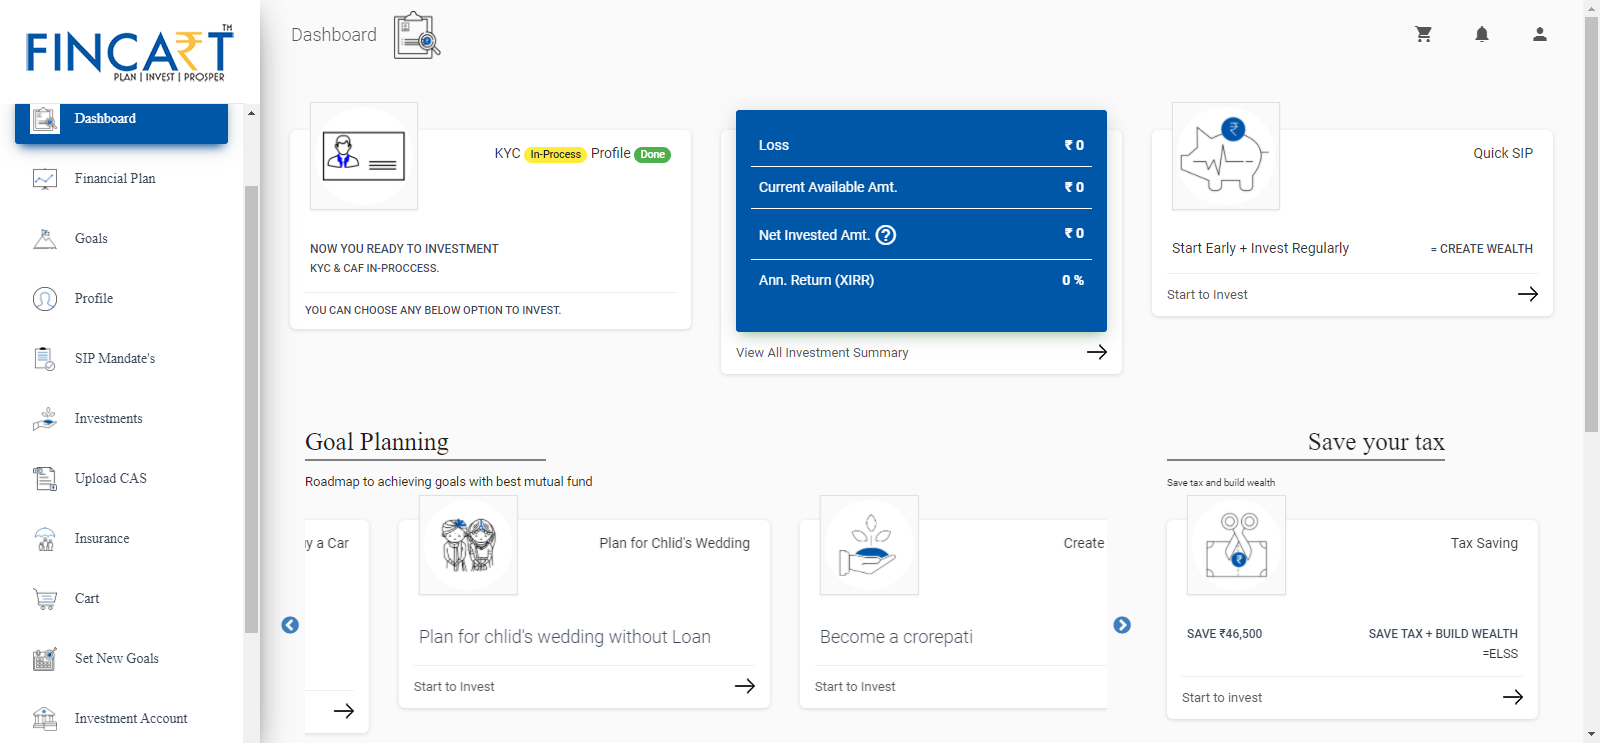 FINCART TM
PLAN | INVEST | PROSPER
Dashboard
Financial Plan
Goals
Profile
SIP Mandate's
Investments
Upload CAS
Insurance
Cart
Set New Goals
Investment Account
Dashboard
KYC In-Process Profile Done
NOW YOU READY TO INVESTMENT
KYC & CAF IN-PROCCESS.
YOU CAN CHOOSE ANY BELOW OPTION TO INVEST.
Loss ₹ 0
Current Available Amt. ₹ 0
Net Invested Amt. ? ₹ 0
Ann. Return (XIRR) 0 %
View All Investment Summary
Quick SIP
Start Early + Invest Regularly = CREATE WEALTH
Start to Invest
Goal Planning
Roadmap to achieving goals with best mutual fund
y a Car
Plan for Chlid's Wedding
Plan for chlid's wedding without Loan
Start to Invest
Create
Become a crorepati
Start to Invest
Save your tax
Save tax and build wealth
Tax Saving
SAVE ₹46,500 SAVE TAX + BUILD WEALTH
=ELSS
Start to invest